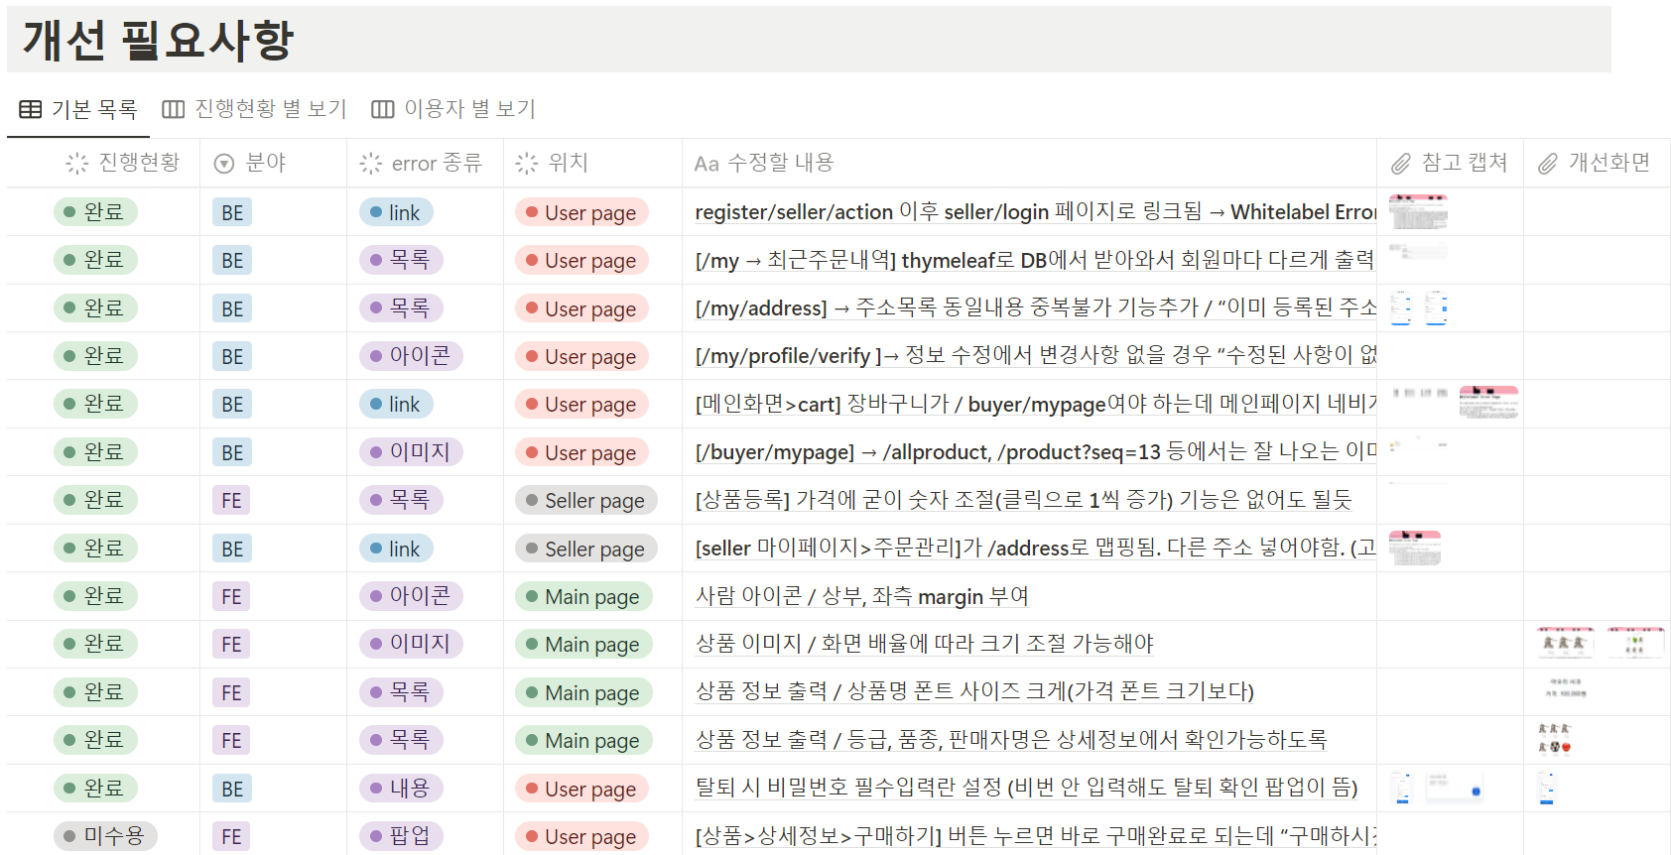 개선 필요사항
기본 목록 진행현황 별 보기 이용자 별 보기
진행현황 분야 error 종류 위치 Aa 수정할 내용 참고 캡쳐 개선화면
완료 BE link User page register/seller/action 이후 seller/login 페이지로 링크됨 → Whitelabel Error
완료 BE 목록 User page [/my → 최근주문내역] thymeleaf로 DB에서 받아와서 회원마다 다르게 출력
완료 BE 목록 User page [/my/address] → 주소목록 동일내용 중복불가 기능추가 / “이미 등록된 주소
완료 BE 아이콘 User page [/my/profile/verify ]→ 정보 수정에서 변경사항 없을 경우 “수정된 사항이 없
완료 BE link User page [메인화면>cart] 장바구니가 / buyer/mypage여야 하는데 메인페이지 네비가
완료 BE 이미지 User page [/buyer/mypage] → /allproduct, /product?seq=13 등에서는 잘 나오는 이미
완료 FE 목록 Seller page [상품등록] 가격에 굳이 숫자 조절(클릭으로 1씩 증가) 기능은 없어도 될듯
완료 BE link Seller page [seller 마이페이지>주문관리]가 /address로 맵핑됨. 다른 주소 넣어야함. (고
완료 FE 아이콘 Main page 사람 아이콘 / 상부, 좌측 margin 부여
완료 FE 이미지 Main page 상품 이미지 / 화면 배율에 따라 크기 조절 가능해야
완료 FE 목록 Main page 상품 정보 출력 / 상품명 폰트 사이즈 크게(가격 폰트 크기보다)
완료 FE 목록 Main page 상품 정보 출력 / 등급, 품종, 판매자명은 상세정보에서 확인가능하도록
완료 BE 내용 User page 탈퇴 시 비밀번호 필수입력란 설정 (비번 안 입력해도 탈퇴 확인 팝업이 뜸)
미수용 FE 팝업 User page [상품>상세정보>구매하기] 버튼 누르면 바로 구매완료로 되는데 “구매하시겠